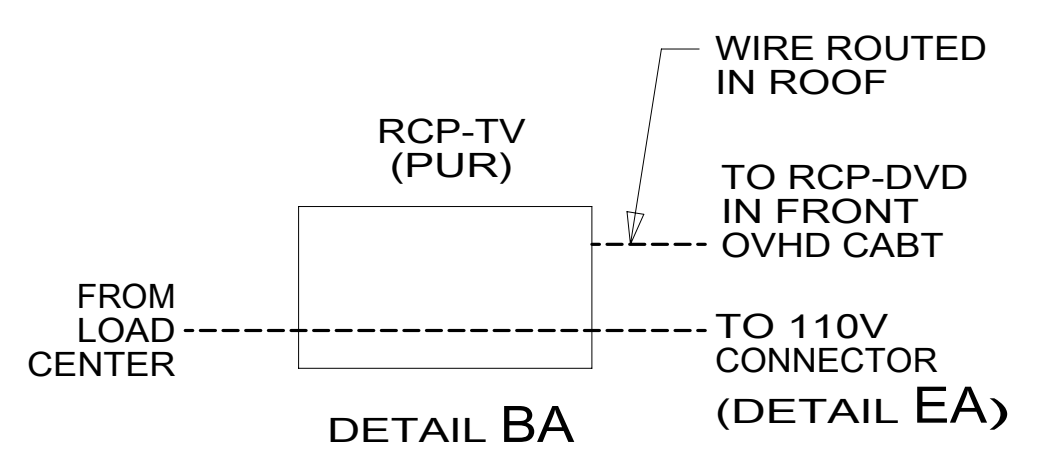 WIRE ROUTED
IN ROOF
RCP-TV
(PUR)
TO RCP-DVD
IN FRONT
OVHD CABT
FROM
LOAD
CENTER
TO 110V
CONNECTOR
(DETAIL EA)
DETAIL BA